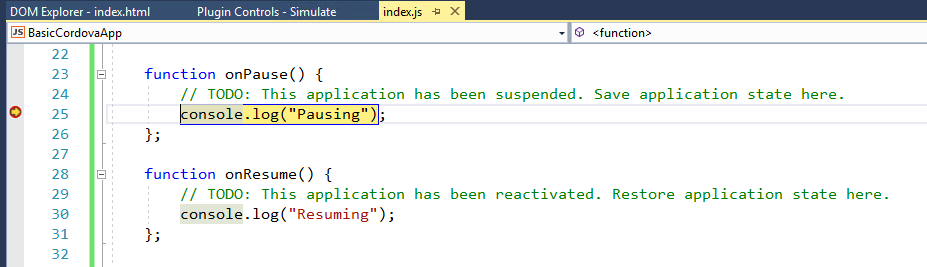 DOM Explorer - index.html Plugin Controls - Simulate index.js
JS BasicCordovaApp <function>
22
23 function onPause() {
24 // TODO: This application has been suspended. Save application state here.
25 console.log("Pausing");
26 };
27
28 function onResume() {
29 // TODO: This application has been reactivated. Restore application state here.
30 console.log("Resuming");
31 };
32